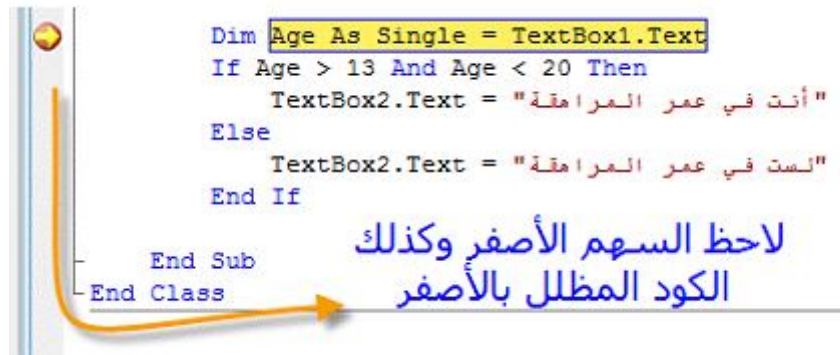 Dim Age As Single = TextBox1.Text
If Age > 13 And Age < 20 Then
TextBox2.Text = "أنت في عمر المراهقة"
Else
TextBox2.Text = "لست في عمر المراهقة"
End If
End Sub
End Class
لاحظ السهم الأصفر وكذلك
الكود المظلل بالأصفر